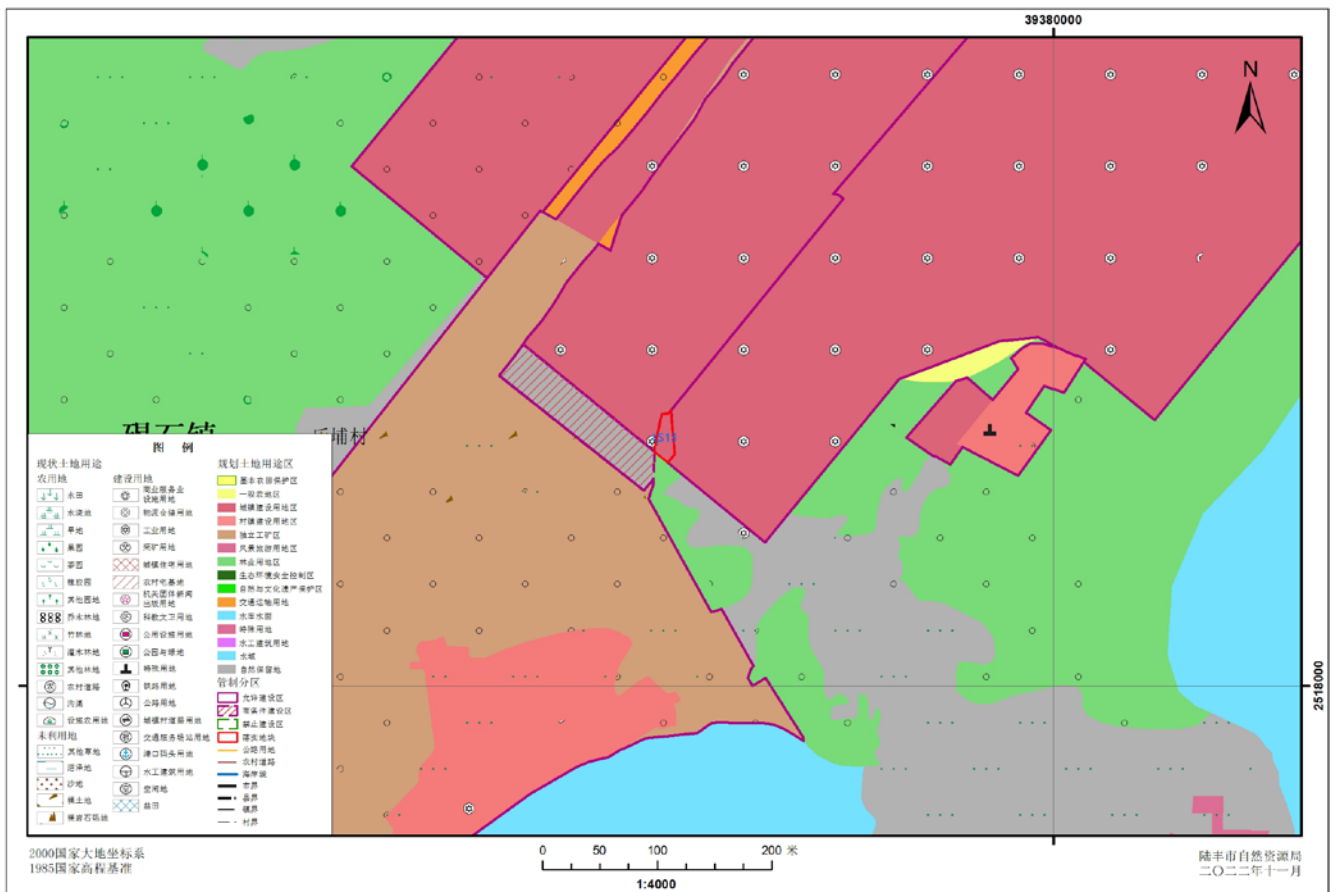 39380000
N
碣石镇
图 例
现状土地用途
农用地
水田
水浇地
旱地
果园
茶园
橡胶园
其他园地
乔木林地
竹林地
灌木林地
其他林地
农村道路
沟渠
设施农用地
未利用地
其他草地
沼泽地
沙地
裸土地
裸岩石砾地
建设用地
商业服务业
设施用地
物流仓储用地
工业用地
采矿用地
城镇住宅用地
农村宅基地
机关团体新闻
出版用地
科教文卫用地
公用设施用地
公园与绿地
特殊用地
铁路用地
公路用地
城镇村道路用地
交通服务场站用地
港口码头用地
水工建筑用地
空闲地
盐田
规划土地用途区
基本农田保护区
一般农地区
城镇建设用地区
村镇建设用地区
独立工矿区
风景旅游用地区
林业用地区
生态环境安全控制区
自然与文化遗产保护区
交通运输用地
水库水面
特殊用地
水工建筑用地
水域
自然保留地
管制分区
允许建设区
有条件建设区
禁止建设区
落实地块
公路用地
农村道路
海岸线
市界
县界
镇界
村界
2518000
2000国家大地坐标系
1985国家高程基准
0 50 100 200 米
1:4000
陆丰市自然资源局
二〇二二年十一月